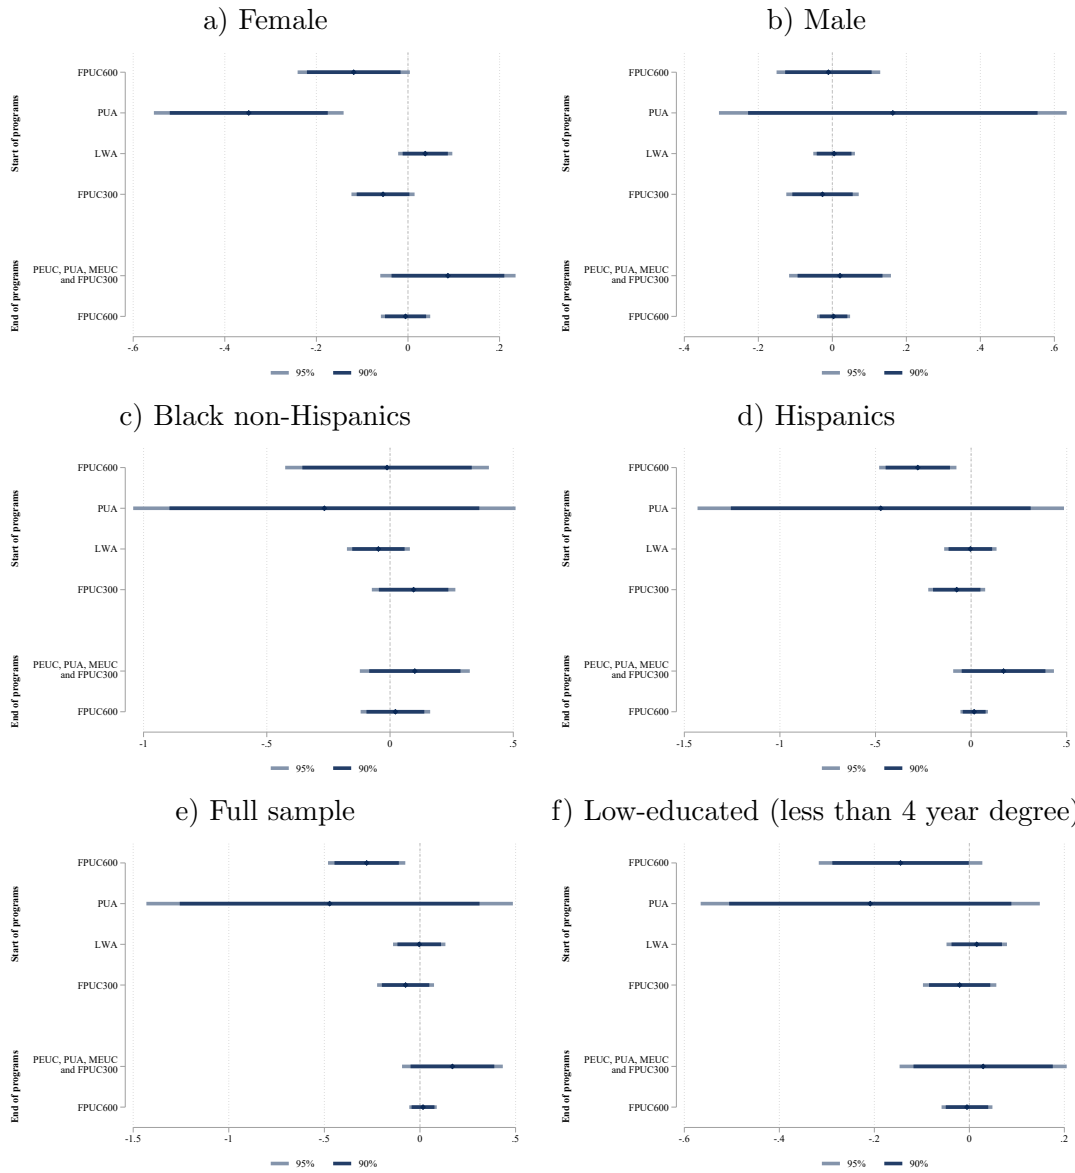 a) Female
FPUC600
PUA
LWA
FPUC300
PEUC, PUA, MEUC
and FPUC300
FPUC600
Start of programs
End of programs
-.6 -.4 -.2 0 .2
95% 90%
b) Male
FPUC600
PUA
LWA
FPUC300
PEUC, PUA, MEUC
and FPUC300
FPUC600
Start of programs
End of programs
-.4 -.2 0 .2 .4 .6
95% 90%
c) Black non-Hispanics
FPUC600
PUA
LWA
FPUC300
PEUC, PUA, MEUC
and FPUC300
FPUC600
Start of programs
End of programs
-1 -.5 0 .5
95% 90%
d) Hispanics
FPUC600
PUA
LWA
FPUC300
PEUC, PUA, MEUC
and FPUC300
FPUC600
Start of programs
End of programs
-1.5 -1 -.5 0 .5
95% 90%
e) Full sample
FPUC600
PUA
LWA
FPUC300
PEUC, PUA, MEUC
and FPUC300
FPUC600
Start of programs
End of programs
-1.5 -1 -.5 0 .5
95% 90%
f) Low-educated (less than 4 year degree)
FPUC600
PUA
LWA
FPUC300
PEUC, PUA, MEUC
and FPUC300
FPUC600
Start of programs
End of programs
-.6 -.4 -.2 0 .2
95% 90%